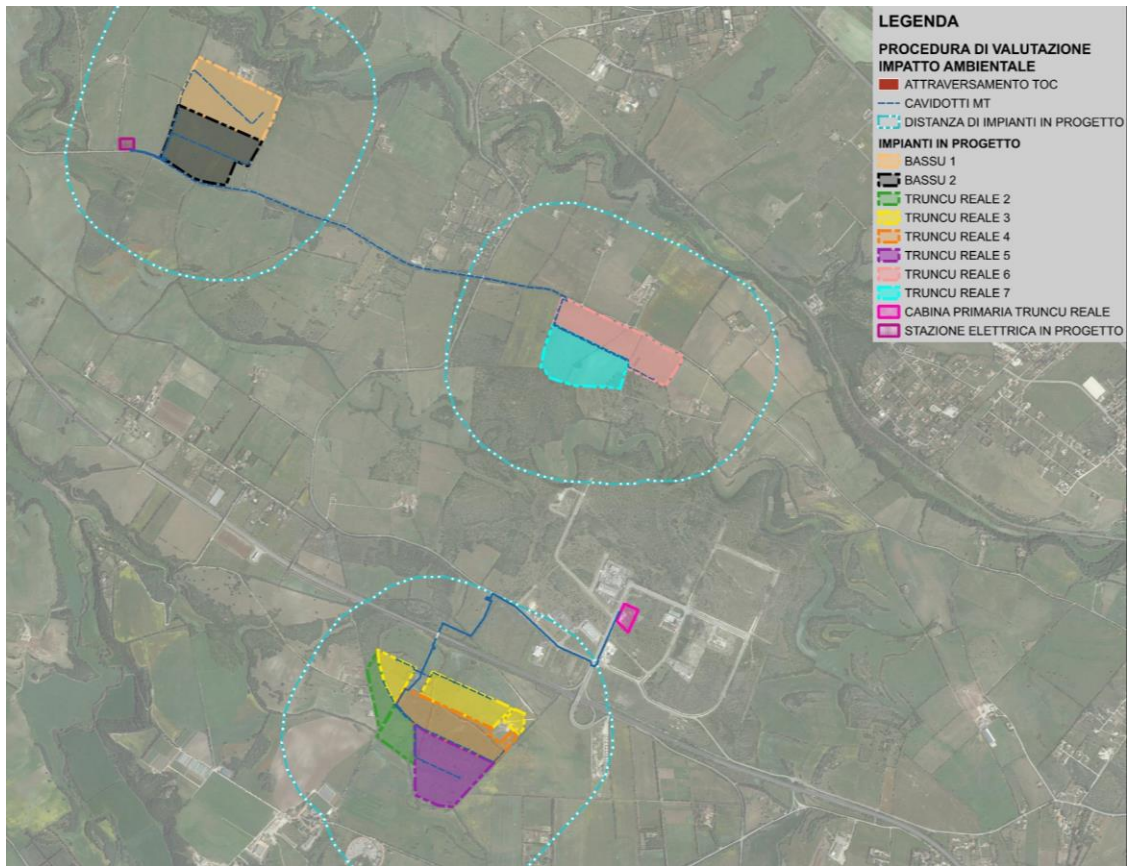 LEGENDA
PROCEDURA DI VALUTAZIONE
IMPATTO AMBIENTALE
ATTRAVERSAMENTO TOC
CAVIDOTTI MT
DISTANZA DI IMPIANTI IN PROGETTO
IMPIANTI IN PROGETTO
BASSU 1
BASSU 2
TRUNCU REALE 2
TRUNCU REALE 3
TRUNCU REALE 4
TRUNCU REALE 5
TRUNCU REALE 6
TRUNCU REALE 7
CABINA PRIMARIA TRUNCU REALE
STAZIONE ELETTRICA IN PROGETTO